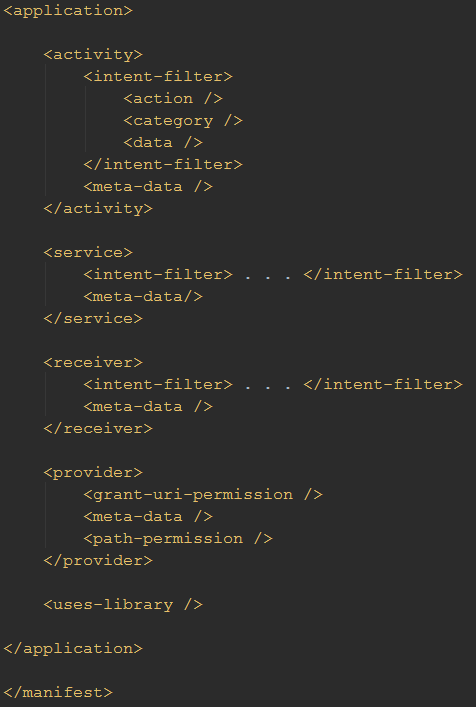 <application>
<activity>
<intent-filter>
<action />
<category />
<data />
</intent-filter>
<meta-data />
</activity>
<service>
<intent-filter> . . . </intent-filter>
<meta-data/>
</service>
<receiver>
<intent-filter> . . . </intent-filter>
<meta-data />
</receiver>
<provider>
<grant-uri-permission />
<meta-data />
<path-permission />
</provider>
<uses-library />
</application>
</manifest>